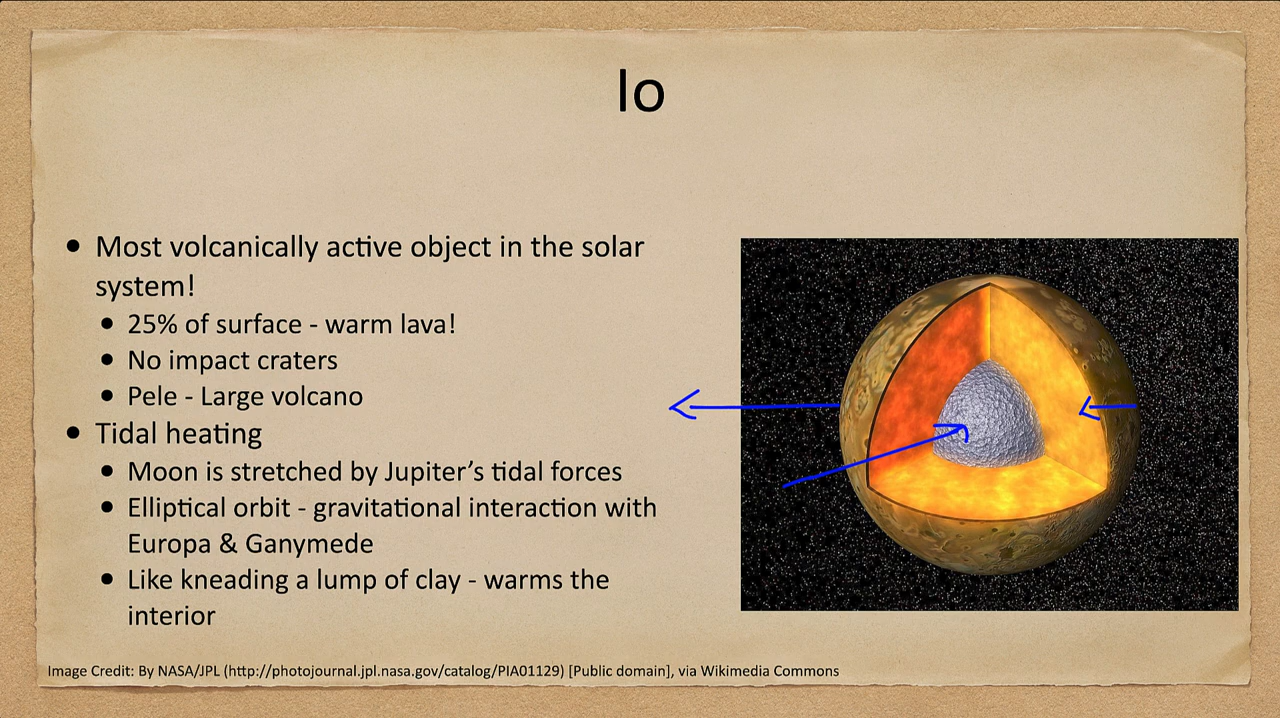 Io
• Most volcanically active object in the solar
system!
• 25% of surface - warm lava!
• No impact craters
• Pele - Large volcano
• Tidal heating
• Moon is stretched by Jupiter’s tidal forces
• Elliptical orbit - gravitational interaction with
Europa & Ganymede
• Like kneading a lump of clay - warms the
interior
Image Credit: By NASA/JPL (http://photojournal.jpl.nasa.gov/catalog/PIA01129) [Public domain], via Wikimedia Commons